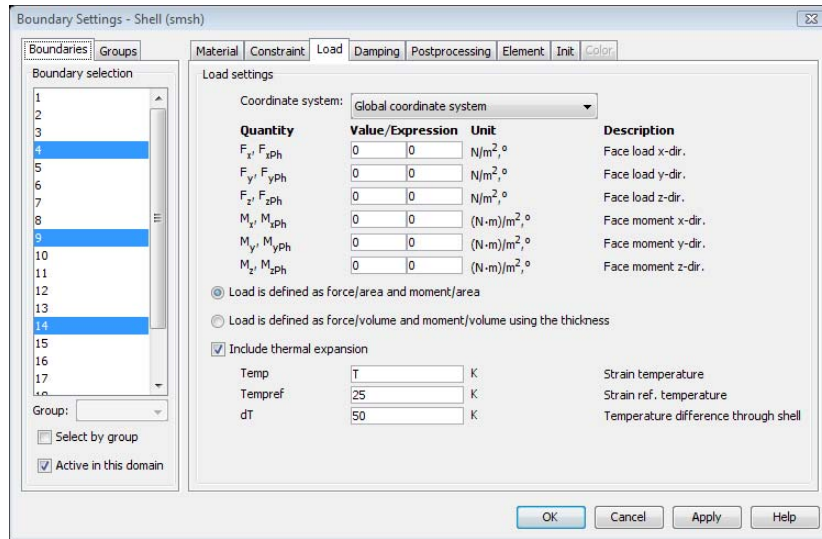 Boundary Settings - Shell (smsh)
Boundaries Groups
Boundary selection
1
2
3
4
5
6
7
8
9
10
11
12
13
14
15
16
17
18
Group:
Select by group
Active in this domain
Material Constraint Load Damping Postprocessing Element Init Color
Load settings
Coordinate system: Global coordinate system
Quantity Value/Expression Unit Description
Fx, FxPh 0 0 N/m², ° Face load x-dir.
Fy, FyPh 0 0 N/m², ° Face load y-dir.
Fz, FzPh 0 0 N/m², ° Face load z-dir.
Mx, MxPh 0 0 (N·m)/m², ° Face moment x-dir.
My, MyPh 0 0 (N·m)/m², ° Face moment y-dir.
Mz, MzPh 0 0 (N·m)/m², ° Face moment z-dir.
Load is defined as force/area and moment/area
Load is defined as force/volume and moment/volume using the thickness
Include thermal expansion
Temp T K Strain temperature
Tempref 25 K Strain ref. temperature
dT 50 K Temperature difference through shell
OK Cancel Apply Help